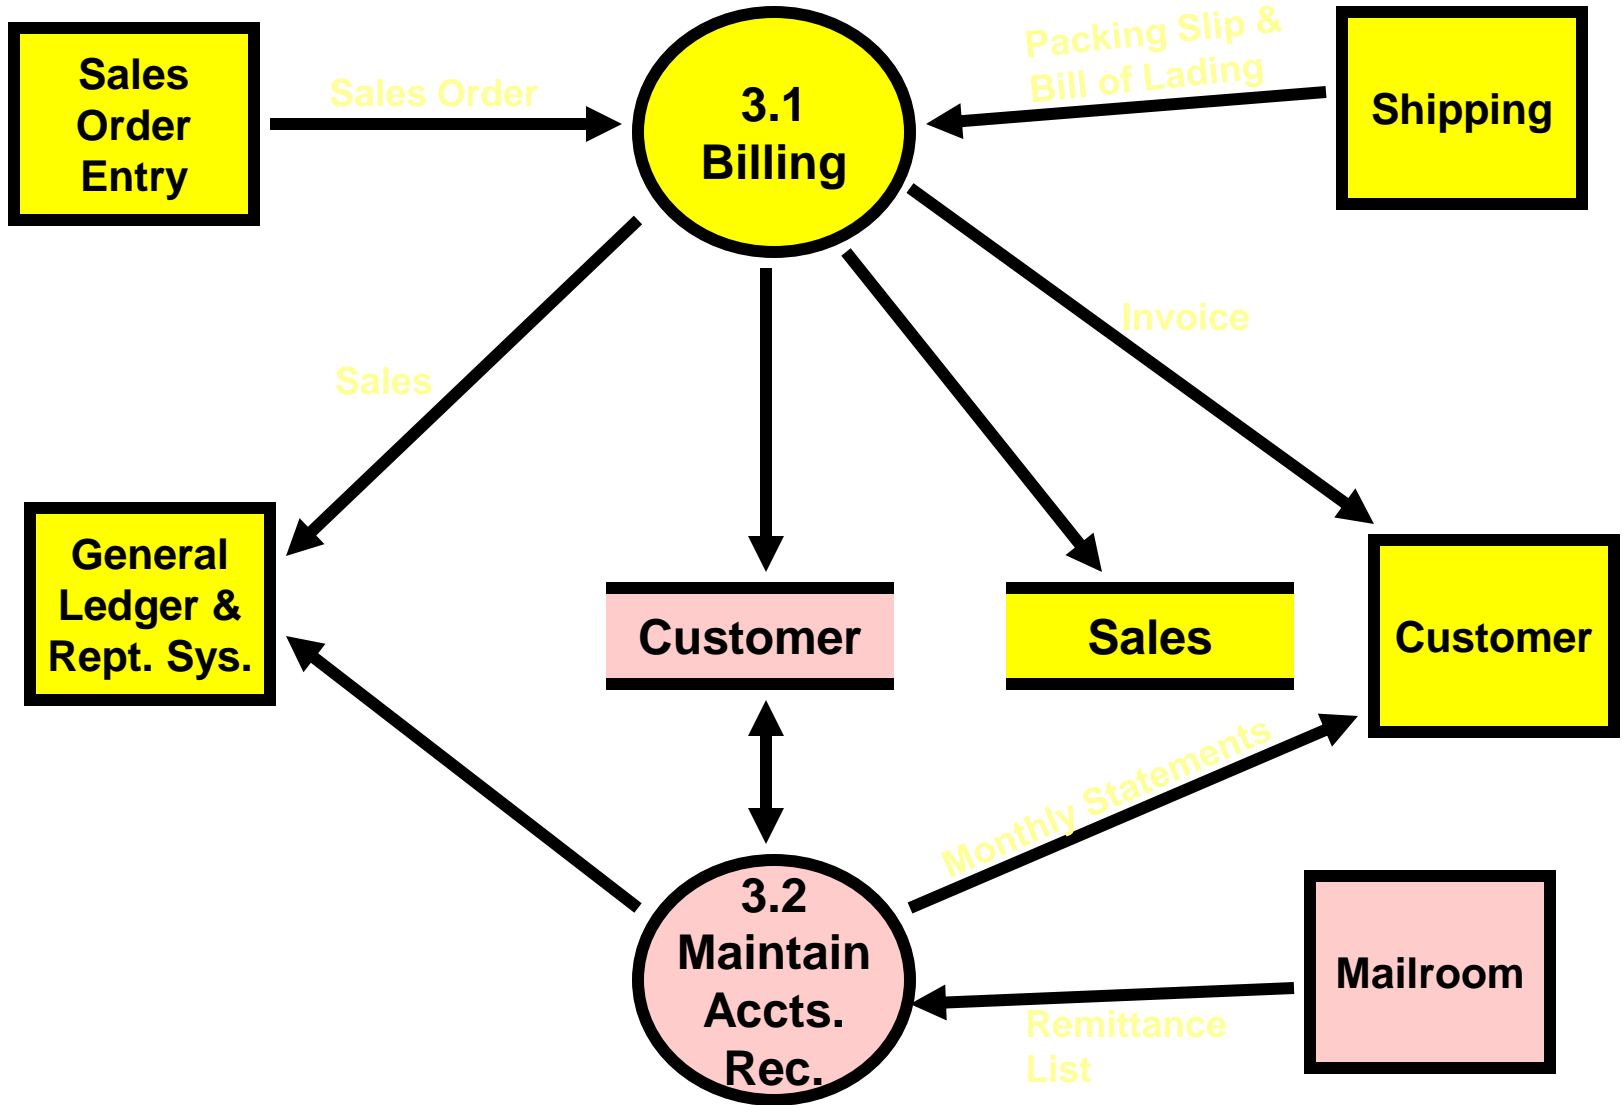 Sales
Order
Entry
Sales Order
3.1
Billing
Packing Slip &
Bill of Lading
Shipping
Sales
Invoice
General
Ledger &
Rept. Sys.
Customer
Sales
Customer
Monthly Statements
3.2
Maintain
Accts.
Rec.
Mailroom
Remittance
List